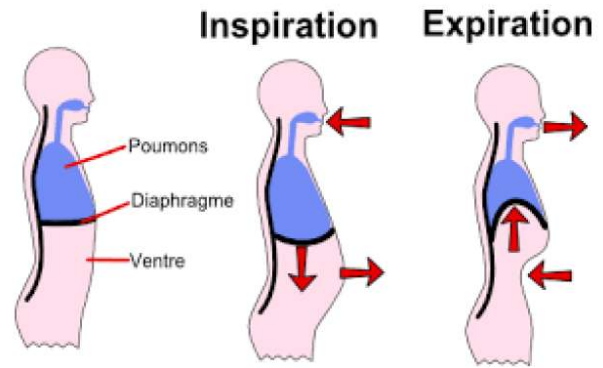 Inspiration
Expiration
Poumons
Diaphragme
Ventre